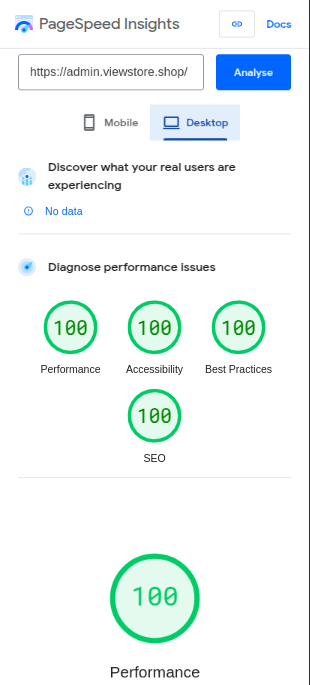 PageSpeed Insights
Docs
https://admin.viewstore.shop/
Analyse
Mobile
Desktop
Discover what your real users are
experiencing
No data
Diagnose performance issues
100
100
100
Performance
Accessibility
Best Practices
100
SEO
100
Performance